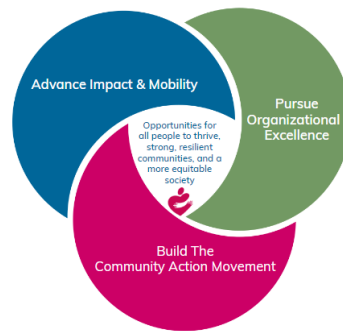 Advance Impact & Mobility
Pursue
Organizational
Excellence
Opportunities for
all people to thrive,
strong, resilient
communities, and a
more equitable
society
Build The
Community Action Movement